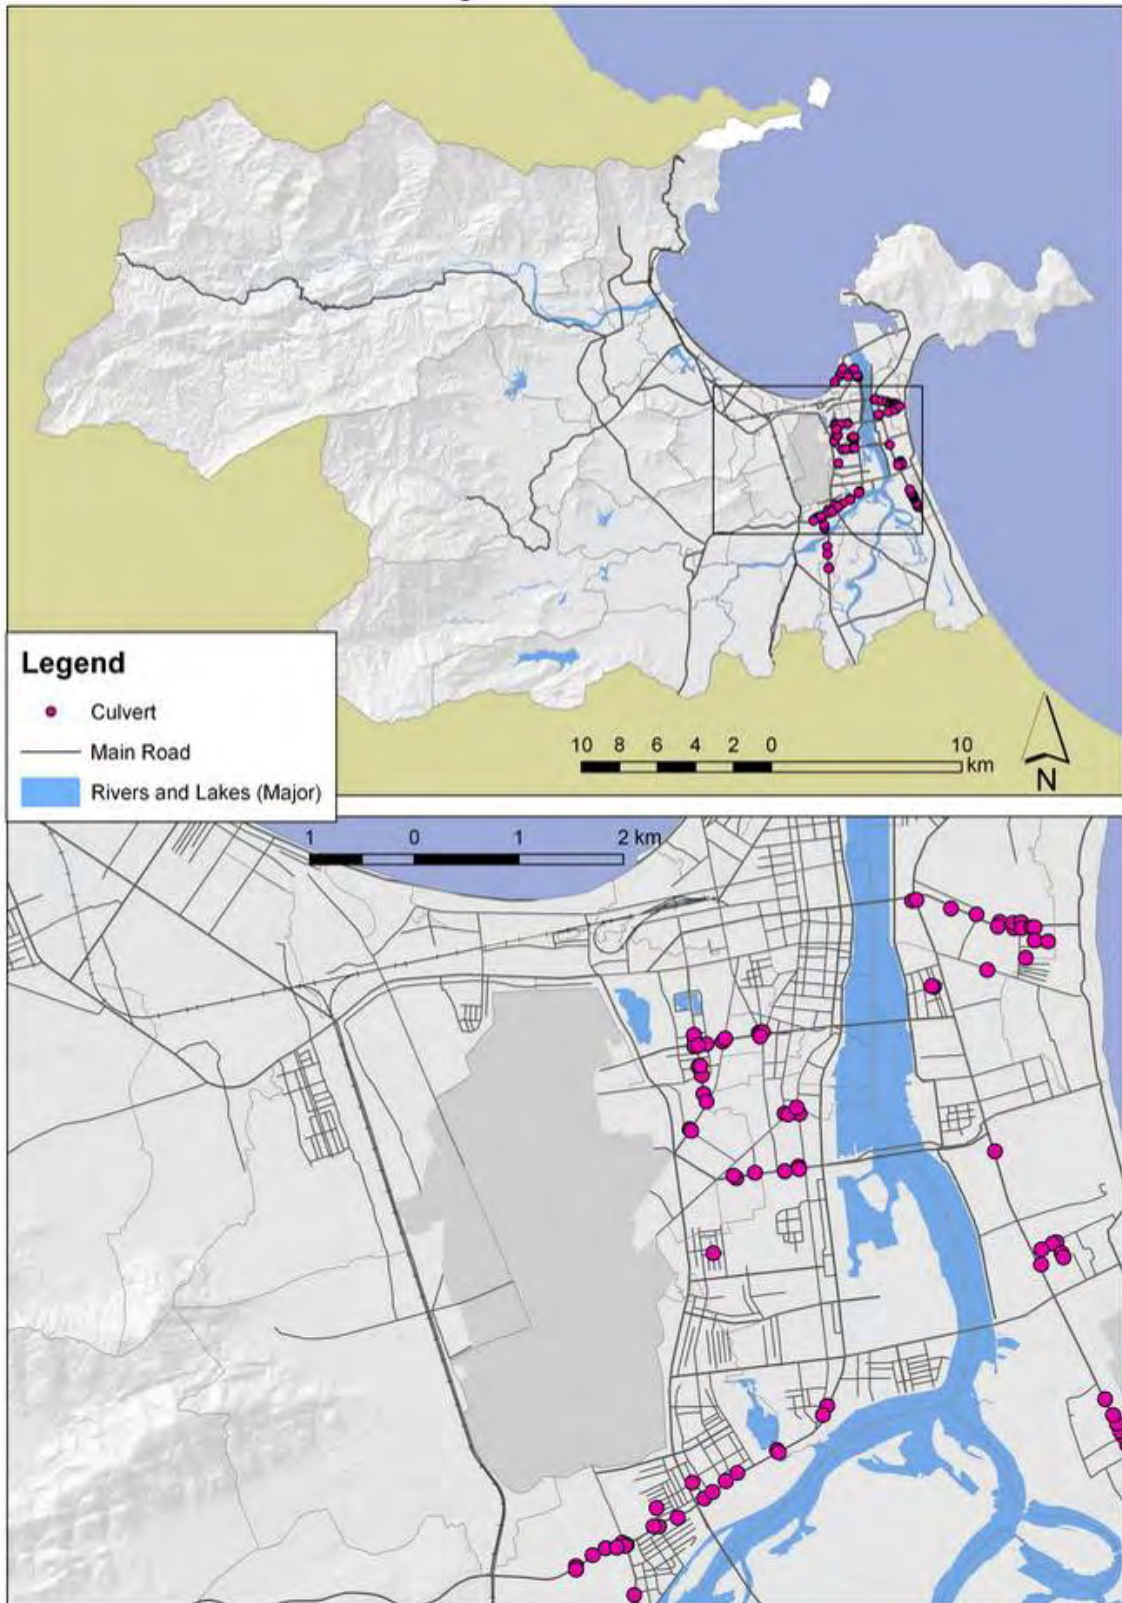 Legend
Culvert
Main Road
Rivers and Lakes (Major)
10 8 6 4 2 0 10
km
N
1 0 1 2 km